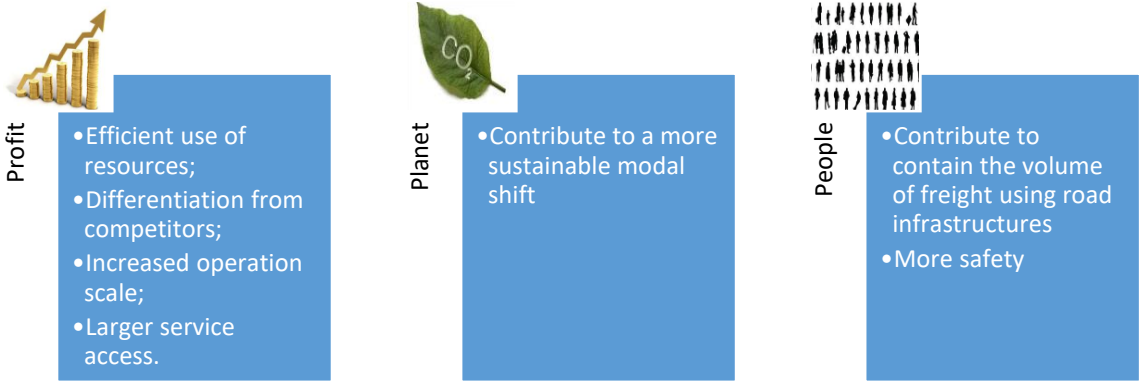 Profit
•Efficient use of
resources;
•Differentiation from
competitors;
•Increased operation
scale;
•Larger service
access.
CO₂
Planet
•Contribute to a more
sustainable modal
shift
People
•Contribute to
contain the volume
of freight using road
infrastructures
•More safety